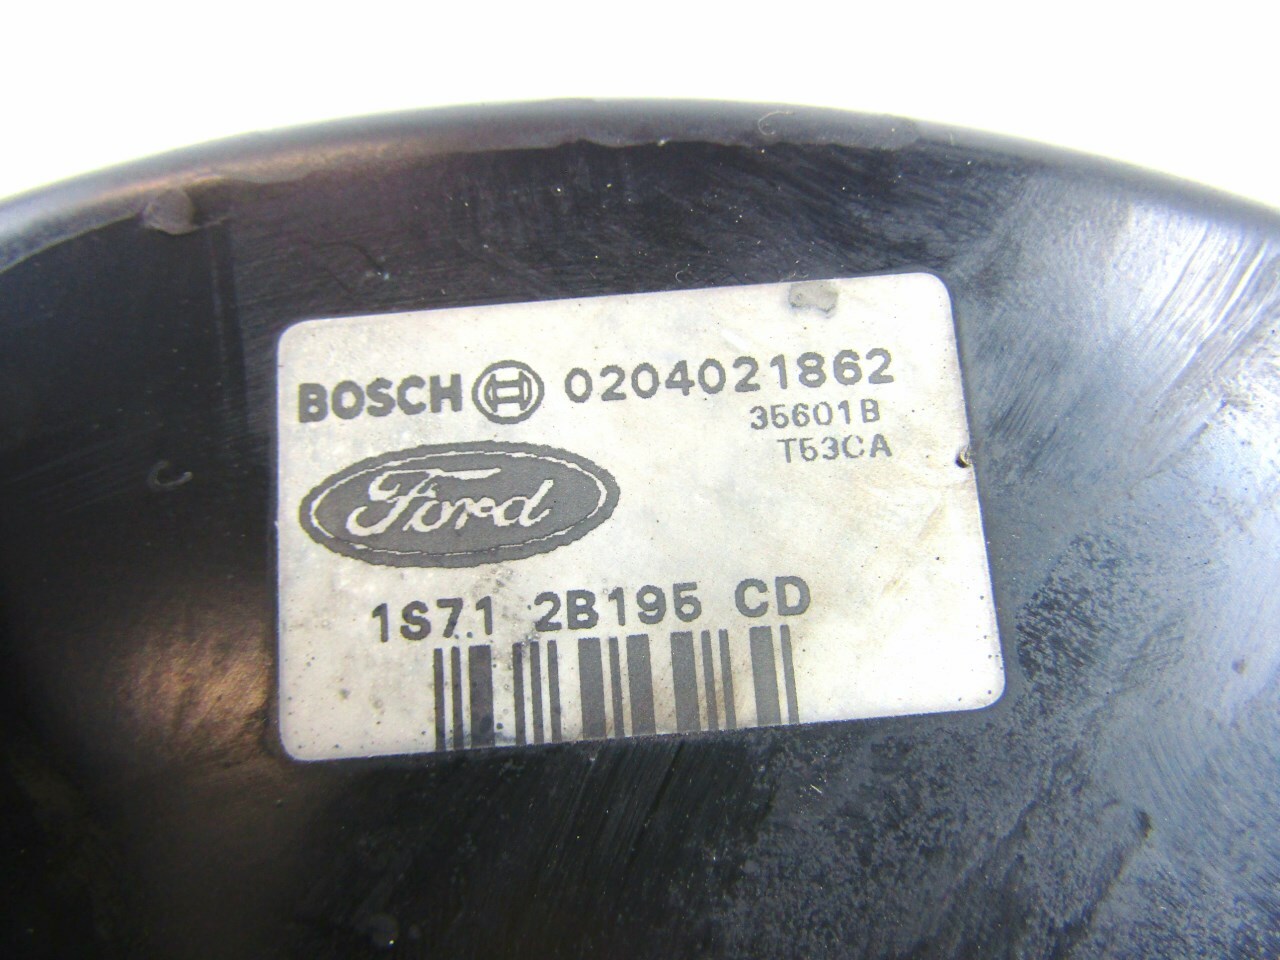 BOSCH 0204021862
35601B
T53CA
Ford
1S71 2B195 CD